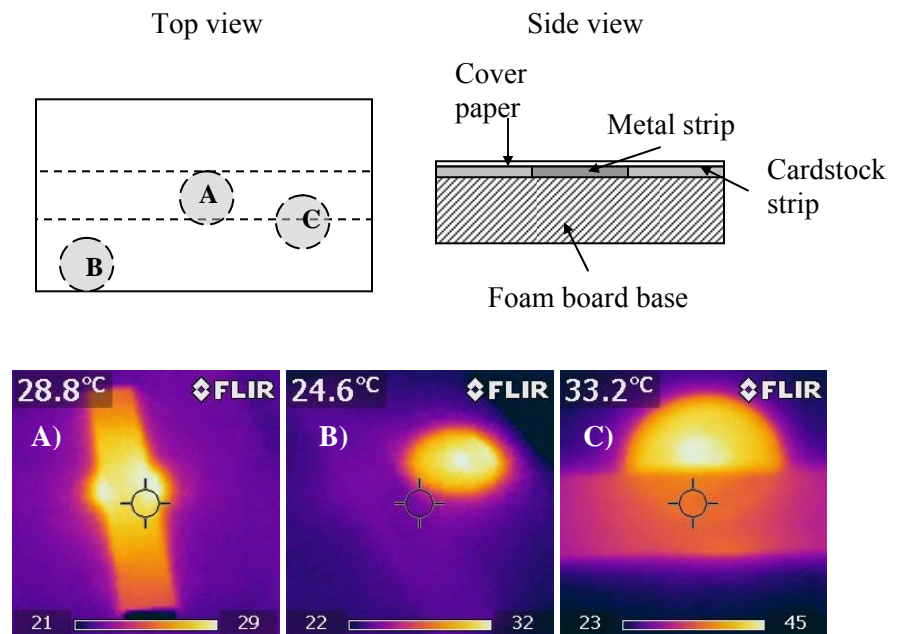 Top view
Side view
Cover
paper
Metal strip
Cardstock
strip
A
C
B
Foam board base
28.8°C
FLIR
A)
21
29
24.6°C
FLIR
B)
22
32
33.2°C
FLIR
C)
23
45